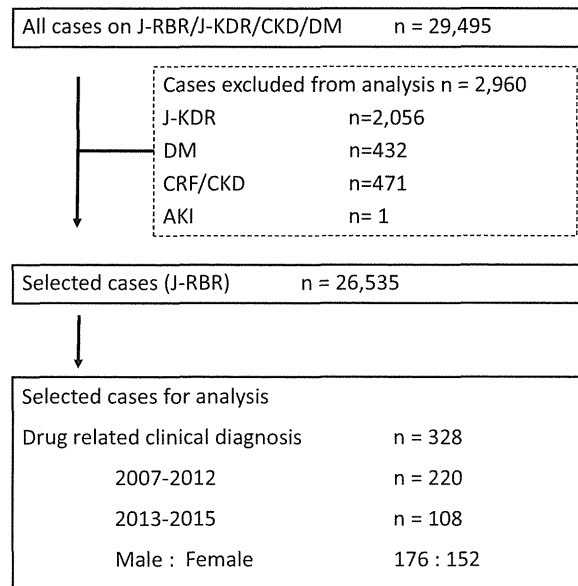 All cases on J-RBR/J-KDR/CKD/DM n = 29,495
Cases excluded from analysis n = 2,960
J-KDR n=2,056
DM n=432
CRF/CKD n=471
AKI n= 1
Selected cases (J-RBR) n = 26,535
Selected cases for analysis
Drug related clinical diagnosis n = 328
2007-2012 n = 220
2013-2015 n = 108
Male : Female 176 : 152